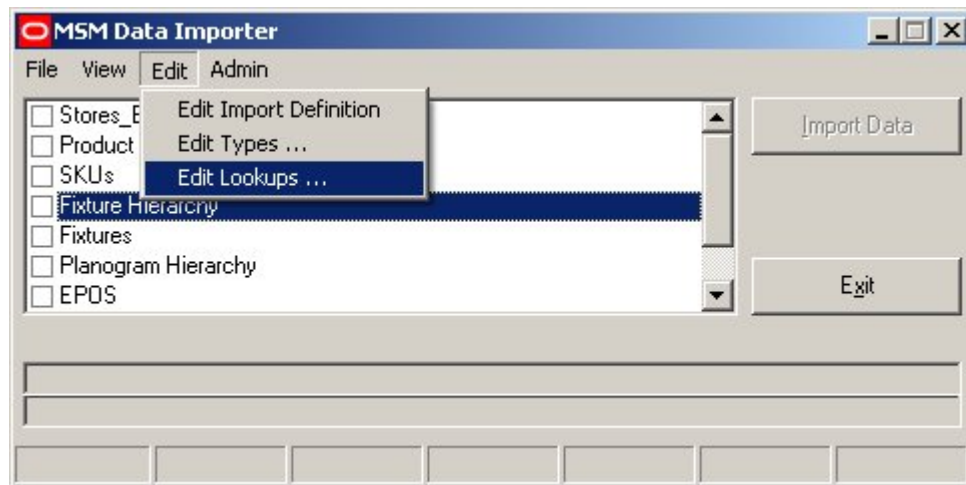 MSM Data Importer
File View Edit Admin
Edit Import Definition
Edit Types ...
Edit Lookups ...
Stores_E
Product
SKUs
Fixture Hierarchy
Fixtures
Planogram Hierarchy
EPOS
Import Data
Exit